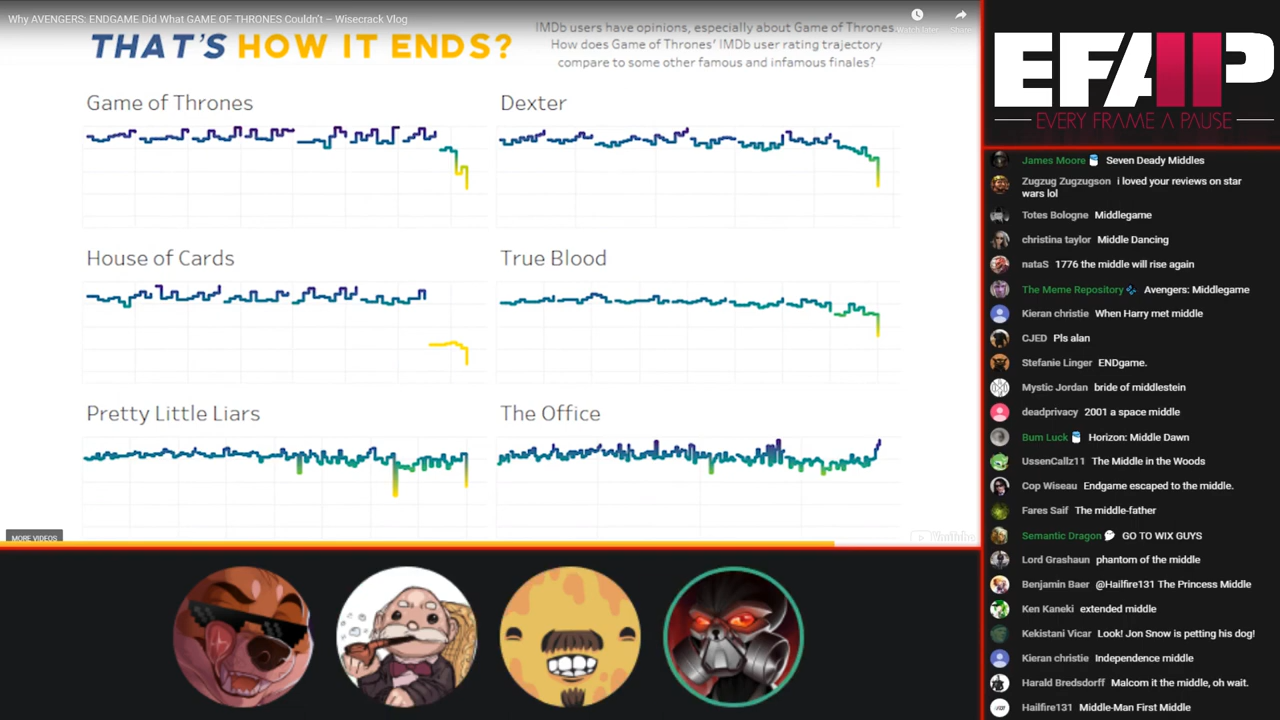 Why AVENGERS: ENDGAME Did What GAME OF THRONES Couldn't – Wisecrack Vlog
THAT'S HOW IT ENDS?
IMDb users have opinions, especially about Game of Thrones.
How does Game of Thrones' IMDb user rating trajectory
compare to some other famous and infamous finales?
Watch later
Share
Game of Thrones
Dexter
House of Cards
True Blood
Pretty Little Liars
The Office
MORE VIDEOS
YouTube
EFAP
EVERY FRAME A PAUSE
James Moore Seven Deady Middles
Zugzug Zugzugson i loved your reviews on star
wars lol
Totes Bologne Middlegame
christina taylor Middle Dancing
nataS 1776 the middle will rise again
The Meme Repository Avengers: Middlegame
Kieran christie When Harry met middle
CJED Pls alan
Stefanie Linger ENDgame.
Mystic Jordan bride of middlestein
deadprivacy 2001 a space middle
Bum Luck Horizon: Middle Dawn
UssenCallz11 The Middle in the Woods
Cop Wiseau Endgame escaped to the middle.
Fares Saif The middle-father
Semantic Dragon GO TO WIX GUYS
Lord Grashaun phantom of the middle
Benjamin Baer @Hailfire131 The Princess Middle
Ken Kaneki extended middle
Kekistani Vicar Look! Jon Snow is petting his dog!
Kieran christie Independence middle
Harald Bredsdorff Malcom it the middle, oh wait.
Hailfire131 Middle-Man First Middle